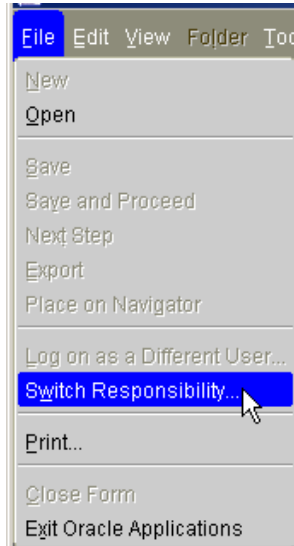 File Edit View Folder Too
New
Open
Save
Save and Proceed
Next Step
Export
Place on Navigator
Log on as a Different User...
Switch Responsibility...
Print...
Close Form
Exit Oracle Applications